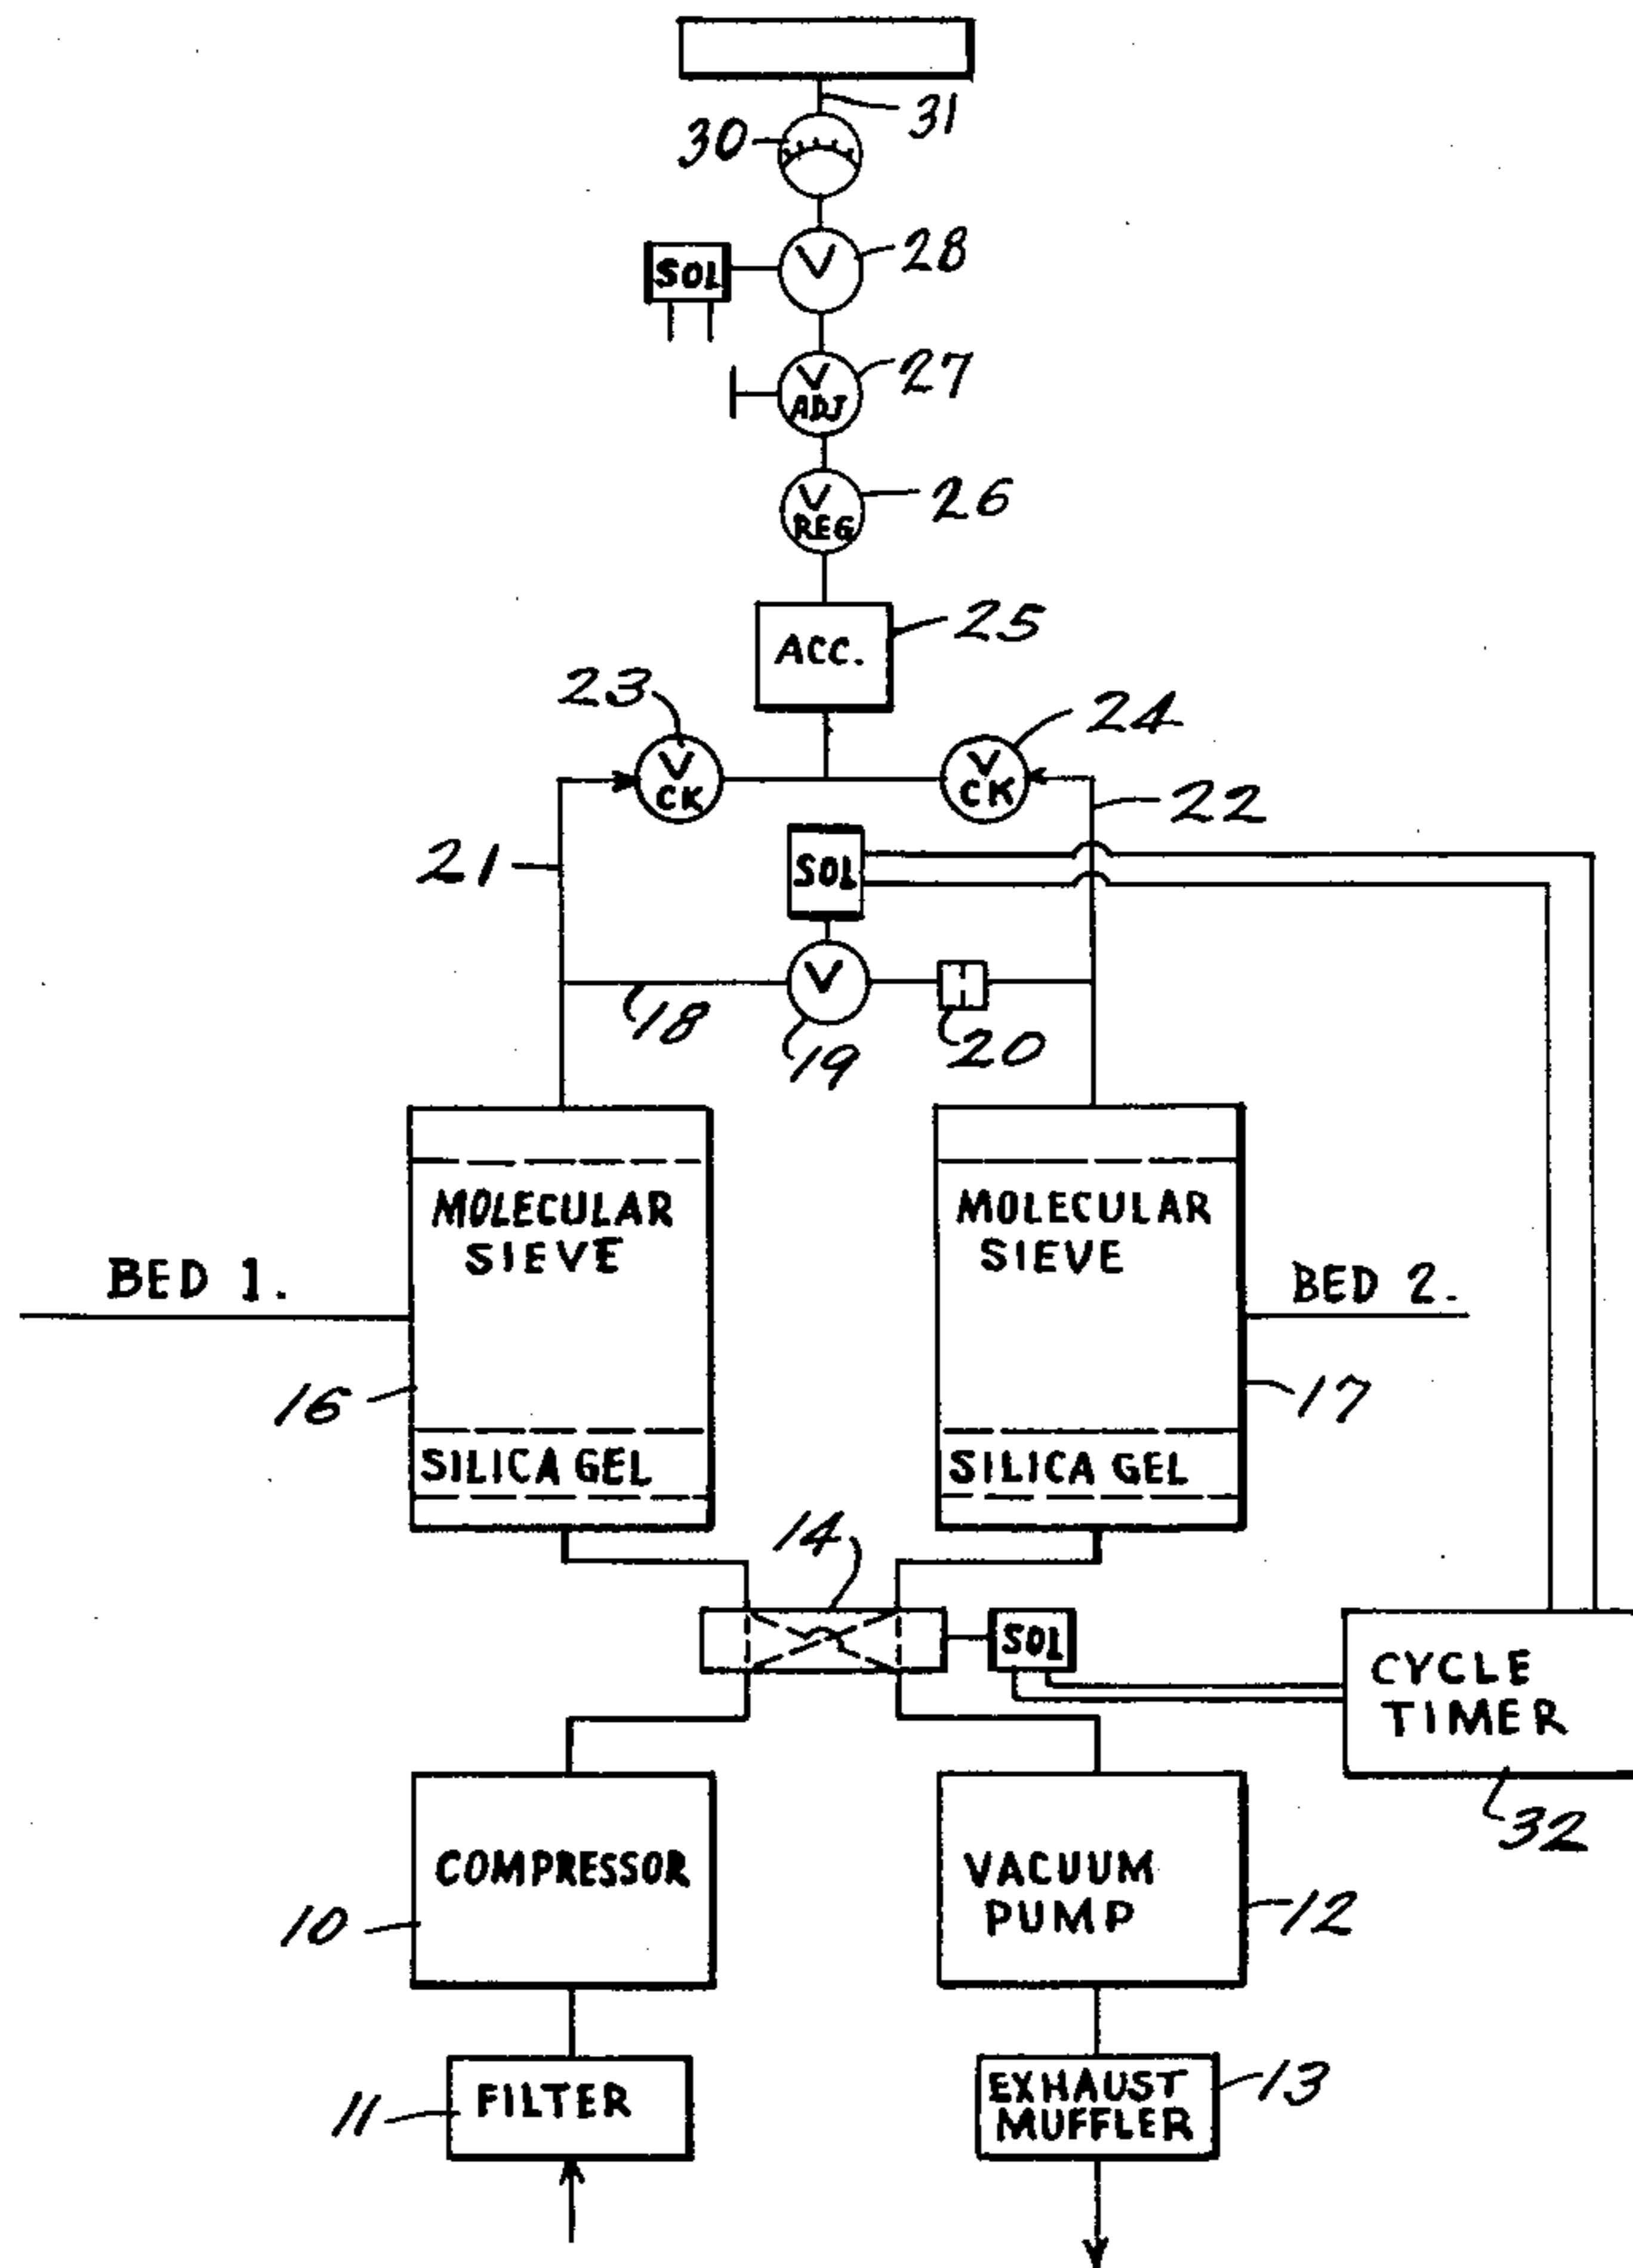 31
30
28
SOL
V
27
V
ADJ
26
V
REG
25
ACC.
23
24
V
CK
V
CK
22
21
SOL
V
18
19
20
MOLECULAR
SIEVE
MOLECULAR
SIEVE
BED 1.
BED 2.
16
17
SILICA GEL
SILICA GEL
14
SOL
CYCLE
TIMER
32
COMPRESSOR
VACUUM
PUMP
10
12
FILTER
11
EXHAUST
MUFFLER
13